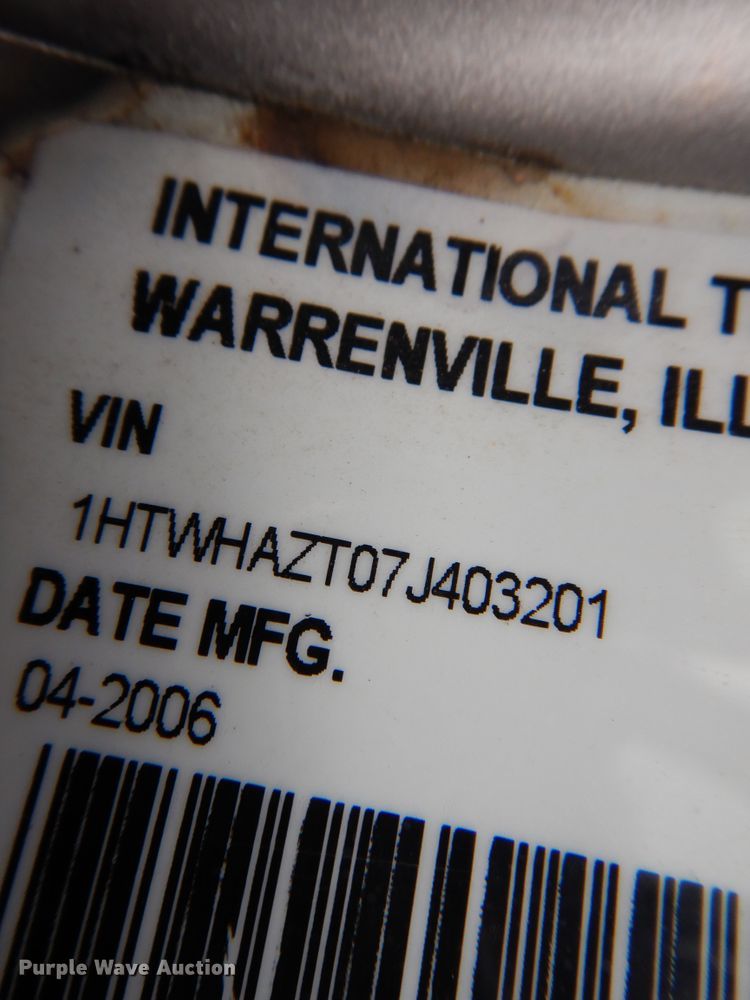 INTERNATIONAL T
WARRENVILLE, ILL
VIN
1HTWHAZT07J403201
DATE MFG.
04-2006
Purple Wave Auction